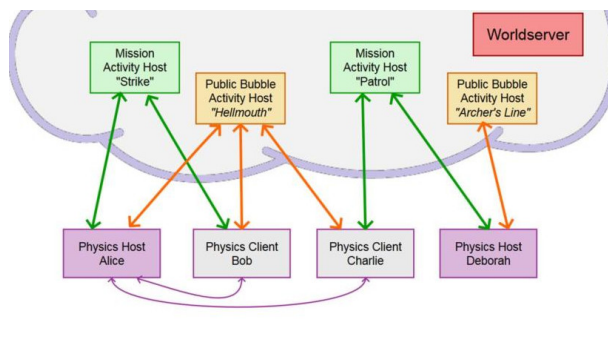 Worldserver
Mission
Activity Host
"Strike"
Public Bubble
Activity Host
"Hellmouth"
Mission
Activity Host
"Patrol"
Public Bubble
Activity Host
"Archer's Line"
Physics Host
Alice
Physics Client
Bob
Physics Client
Charlie
Physics Host
Deborah